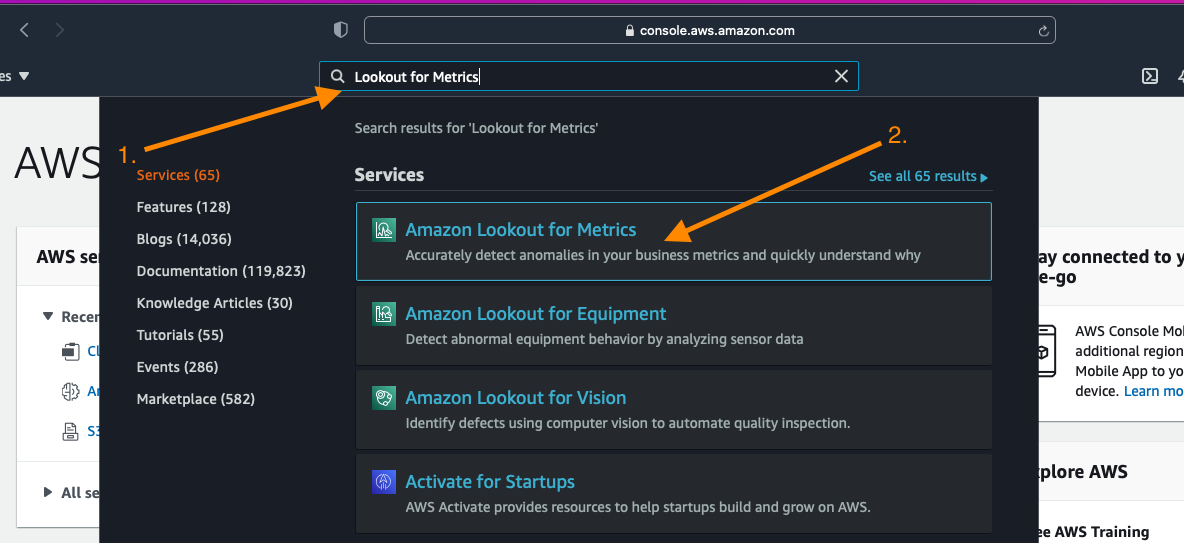 console.aws.amazon.com
es
Lookout for Metrics
Search results for 'Lookout for Metrics'
1.
2.
AWS
Services (65)
Features (128)
Blogs (14,036)
Documentation (119,823)
Knowledge Articles (30)
Tutorials (55)
Events (286)
Marketplace (582)
Services
See all 65 results
Amazon Lookout for Metrics
Accurately detect anomalies in your business metrics and quickly understand why
Amazon Lookout for Equipment
Detect abnormal equipment behavior by analyzing sensor data
Amazon Lookout for Vision
Identify defects using computer vision to automate quality inspection.
Activate for Startups
AWS Activate provides resources to help startups build and grow on AWS.
AWS se
Recen
Cl
Ar
S3
All se
ay connected to y
e-go
AWS Console Mob
additional region
Mobile App to yo
device. Learn mo
xplore AWS
ee AWS Training